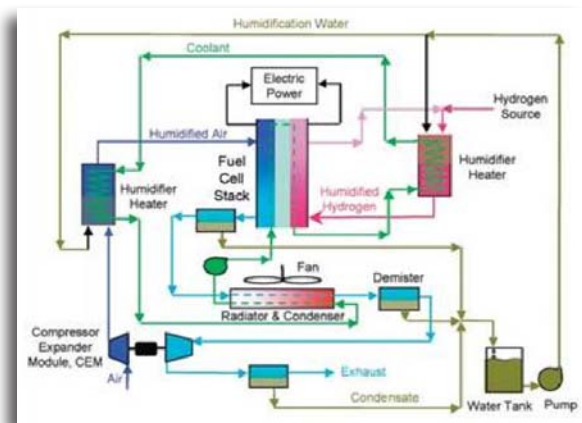 Humidification Water
Coolant
Electric
Power
Hydrogen
Source
Humidified Air
Fuel
Cell
Stack
Humidifier
Heater
Humidifier
Heater
Humidified
Hydrogen
Fan
Demister
Radiator & Condenser
Compressor
Expander
Module, CEM
Air
Exhaust
Condensate
Water Tank
Pump